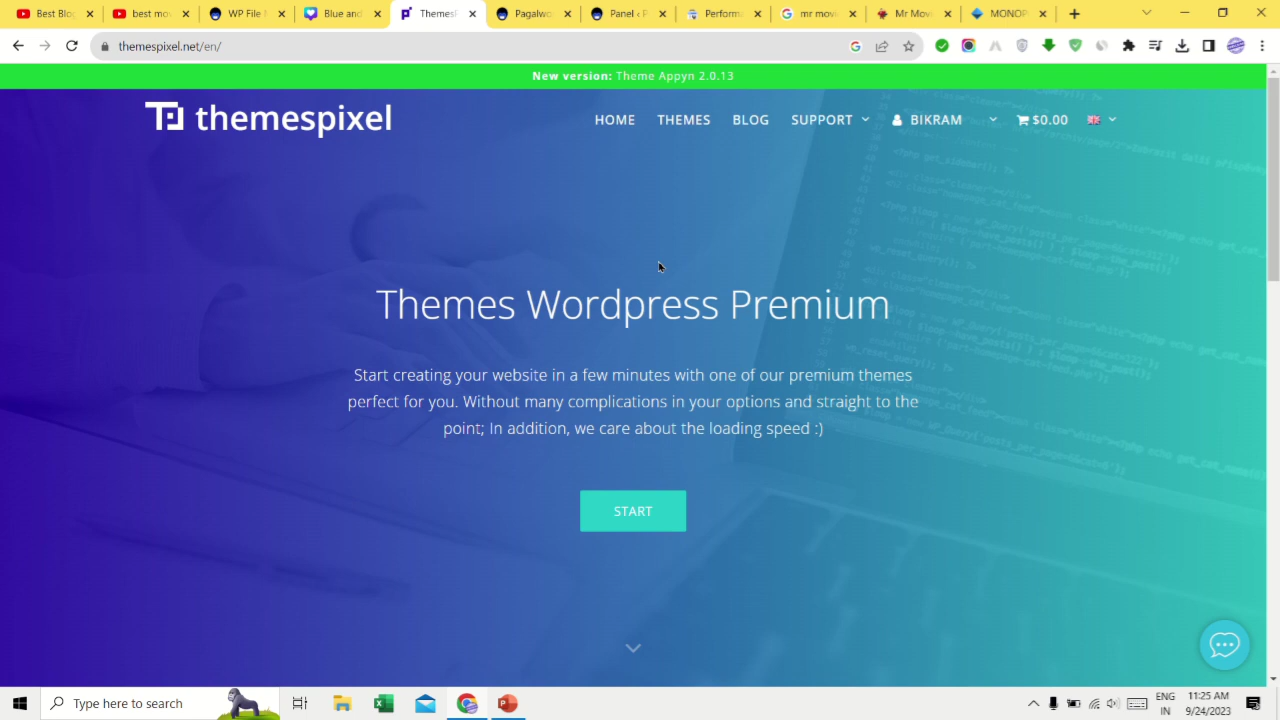 Best Blog
best mov
WP File M
Blue and
ThemesP
Pagalwo
Panel ‹ P
Performa
mr movi
Mr Movi
MONOP
themespixel.net/en/
New version: Theme Appyn 2.0.13
themespixel
HOME
THEMES
BLOG
SUPPORT
BIKRAM
$0.00
Themes Wordpress Premium
Start creating your website in a few minutes with one of our premium themes
perfect for you. Without many complications in your options and straight to the
point; In addition, we care about the loading speed :)
START
Type here to search
ENG
IN
11:25 AM
9/24/2023